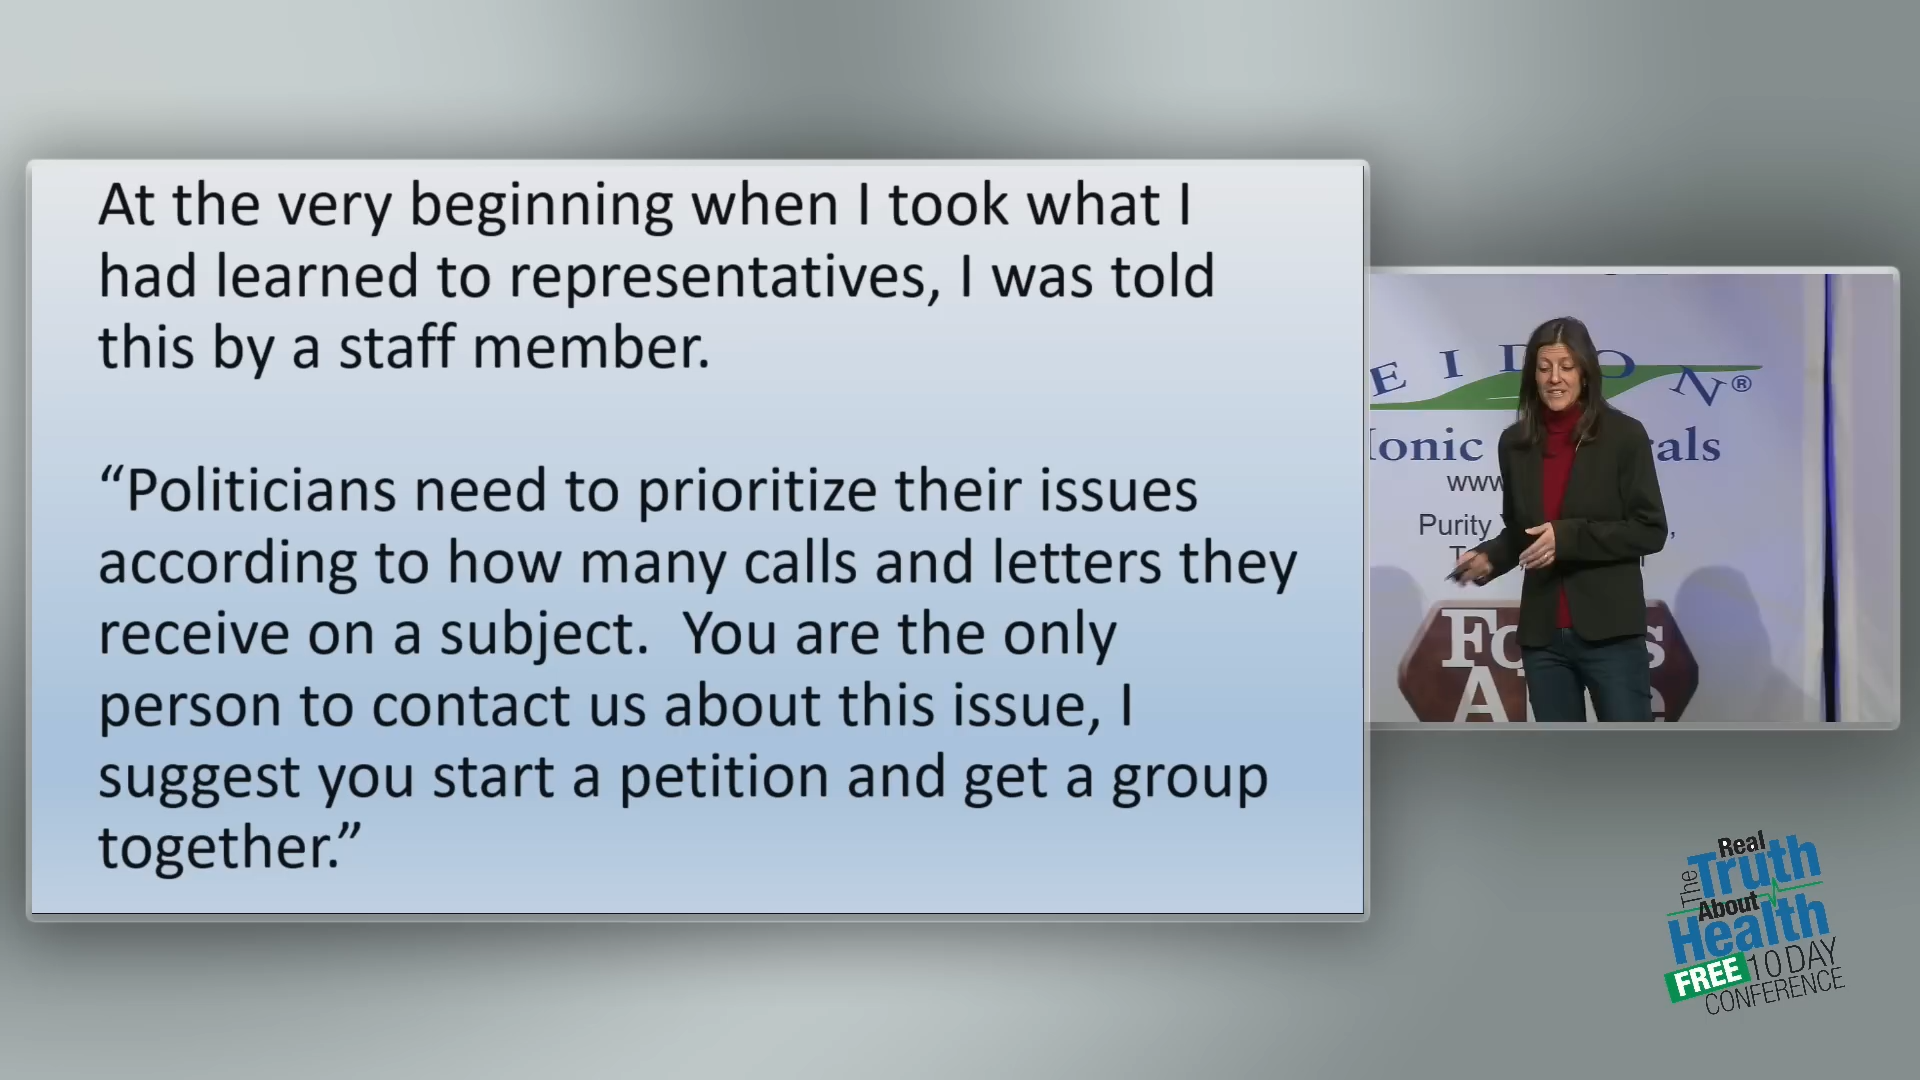 At the very beginning when I took what I
had learned to representatives, I was told
this by a staff member.
“Politicians need to prioritize their issues
according to how many calls and letters they
receive on a subject.  You are the only
person to contact us about this issue, I
suggest you start a petition and get a group
together.”
EIDON®
Ionic
www
Purity
The Real
Truth
About
Health
FREE 10 DAY
CONFERENCE